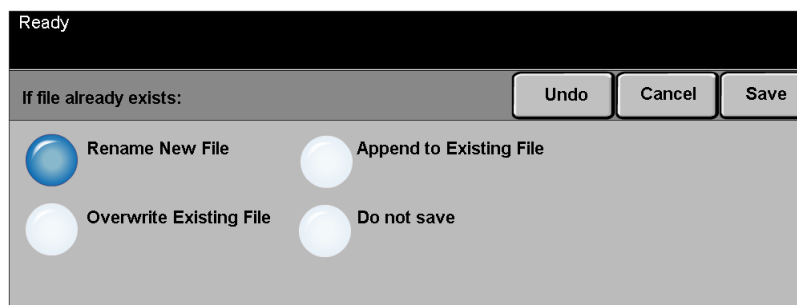 Ready
If file already exists:
Undo
Cancel
Save
Rename New File
Append to Existing File
Overwrite Existing File
Do not save